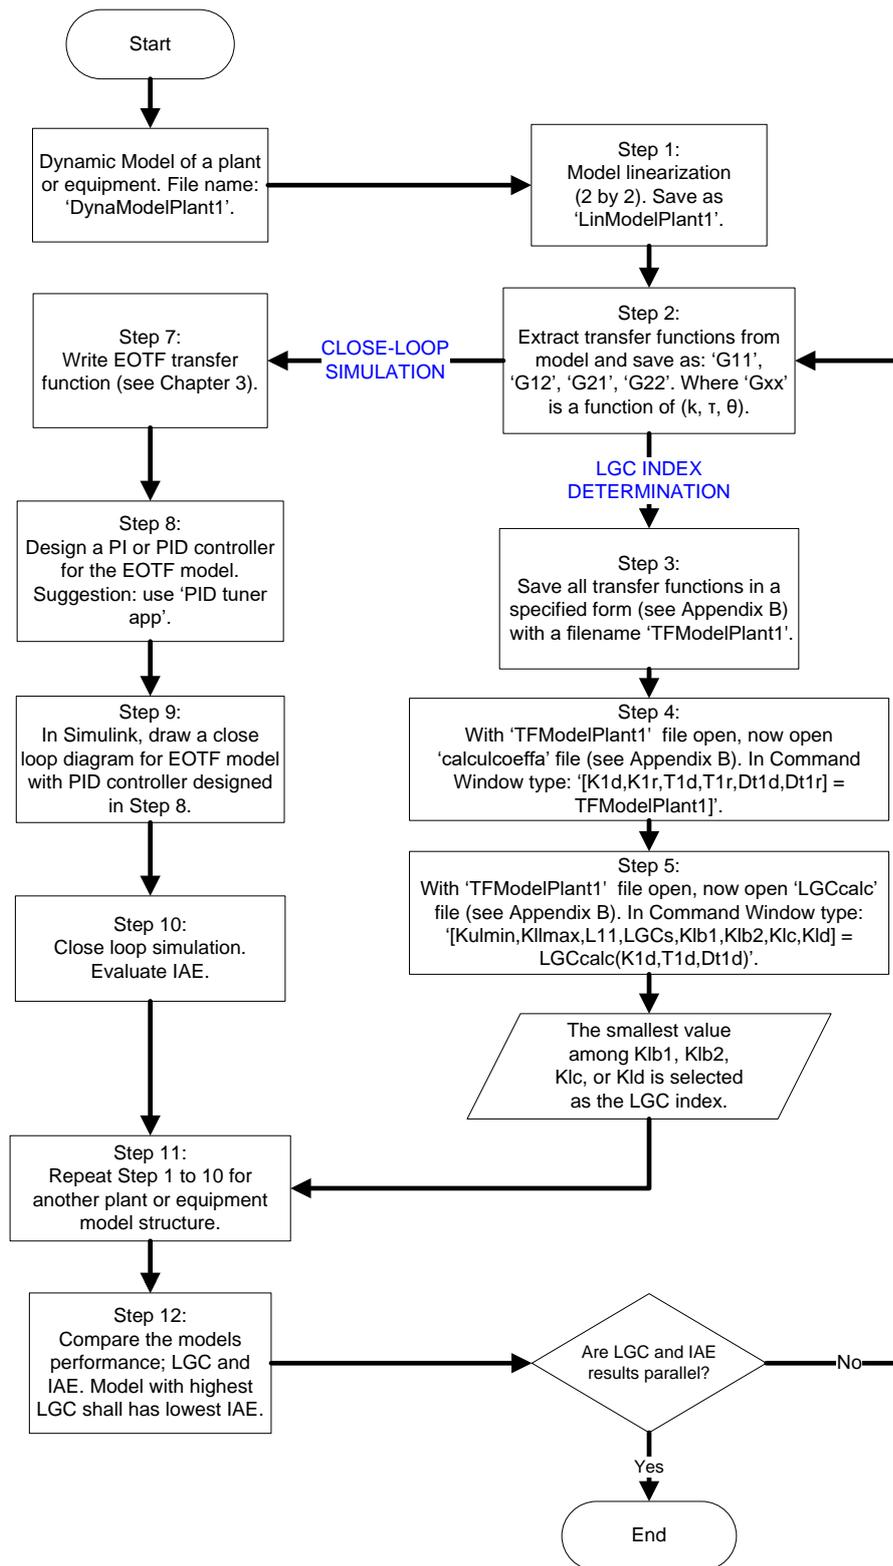 Start
Dynamic Model of a plant
or equipment. File name:
‘DynaModelPlant1’.
Step 1:
Model linearization
(2 by 2). Save as
‘LinModelPlant1’.
Step 2:
Extract transfer functions from
model and save as: ‘G11’,
‘G12’, ‘G21’, ‘G22’. Where ‘Gxx’
is a function of (k, τ, θ).
CLOSE-LOOP
SIMULATION
LGC INDEX
DETERMINATION
Step 3:
Save all transfer functions in a
specified form (see Appendix B)
with a filename ‘TFModelPlant1’.
Step 4:
With ‘TFModelPlant1’ file open, now open
‘calculcoeffa’ file (see Appendix B). In Command
Window type: ‘[K1d,K1r,T1d,T1r,Dt1d,Dt1r] =
TFModelPlant1]’.
Step 5:
With ‘TFModelPlant1’ file open, now open ‘LGCcalc’
file (see Appendix B). In Command Window type:
‘[Kulmin,Kllmax,L11,LGCs,Klb1,Klb2,Klc,Kld] =
LGCcalc(K1d,T1d,Dt1d)’.
The smallest value
among Klb1, Klb2,
Klc, or Kld is selected
as the LGC index.
Step 7:
Write EOTF transfer
function (see Chapter 3).
Step 8:
Design a PI or PID controller
for the EOTF model.
Suggestion: use ‘PID tuner
app’.
Step 9:
In Simulink, draw a close
loop diagram for EOTF model
with PID controller designed
in Step 8.
Step 10:
Close loop simulation.
Evaluate IAE.
Step 11:
Repeat Step 1 to 10 for
another plant or equipment
model structure.
Step 12:
Compare the models
performance; LGC and
IAE. Model with highest
LGC shall has lowest IAE.
Are LGC and IAE
results parallel?
No
Yes
End